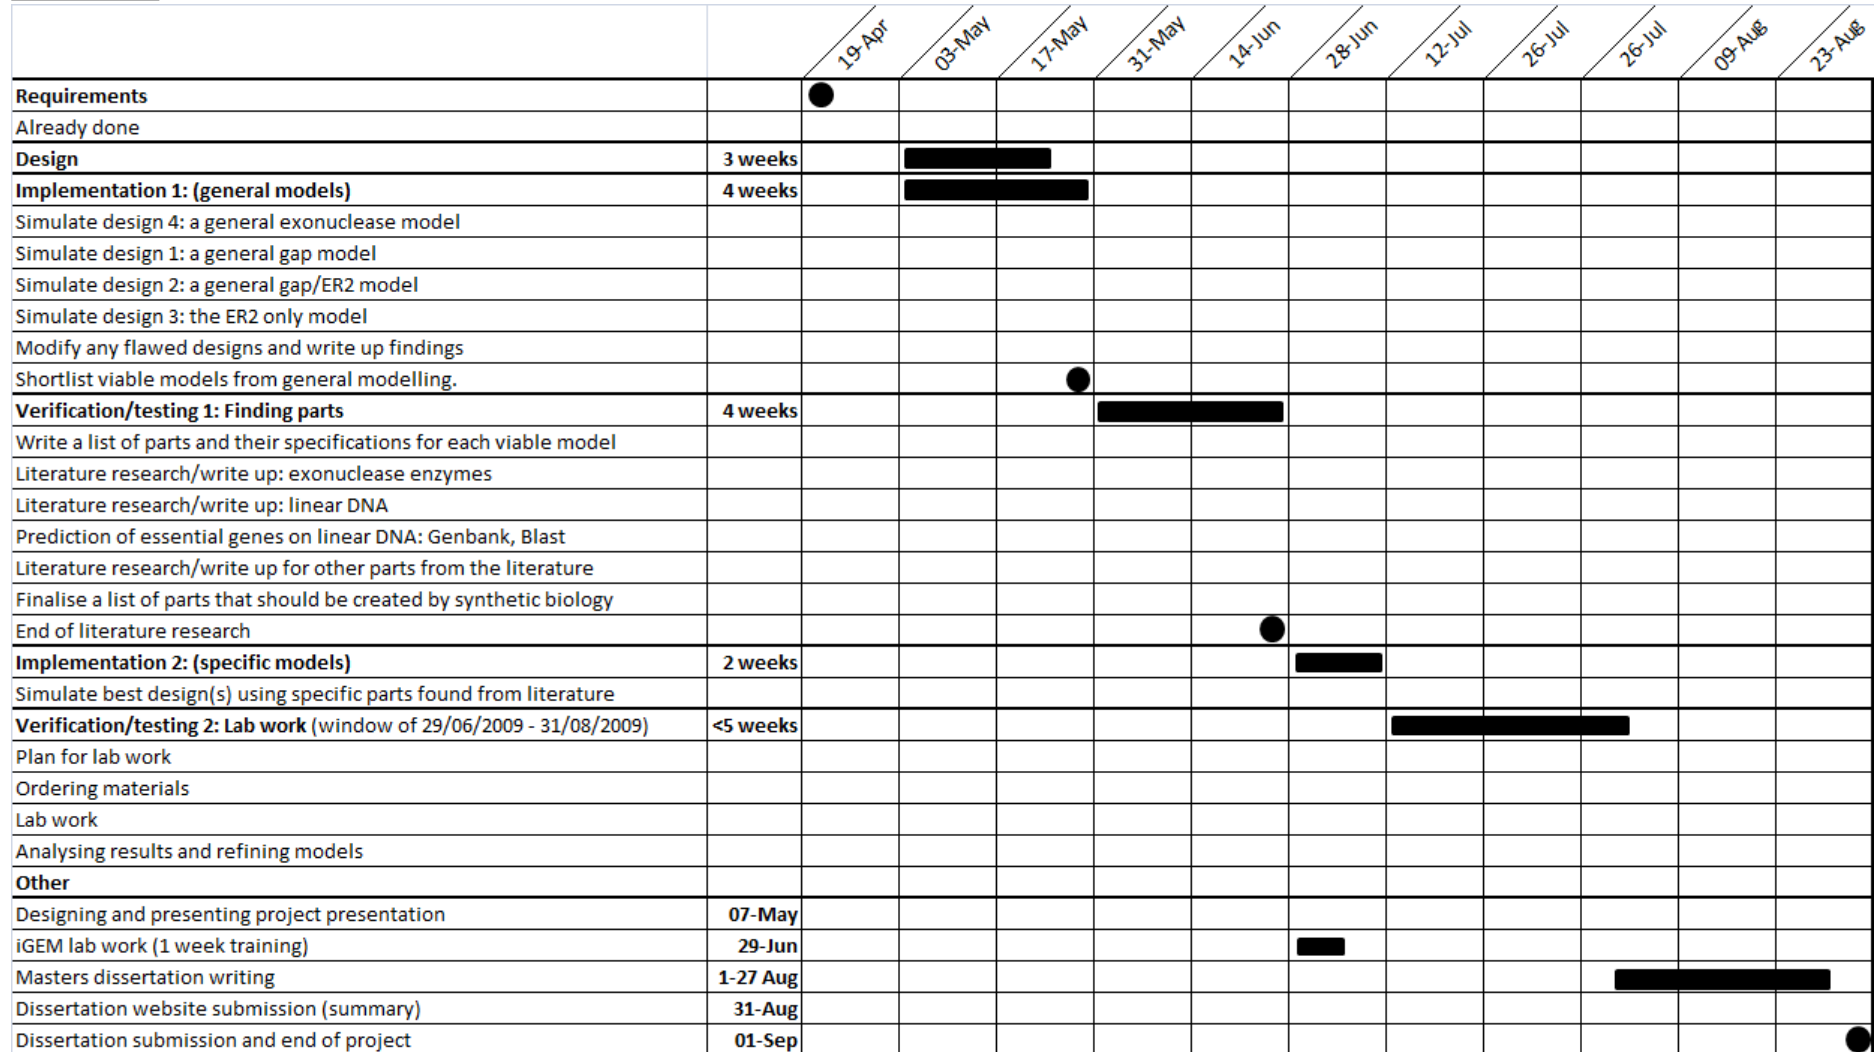 19-Apr 03-May 17-May 31-May 14-Jun 28-Jun 12-Jul 26-Jul 26-Jul 09-Aug 23-Aug
Requirements
Already done
Design 3 weeks
Implementation 1: (general models) 4 weeks
Simulate design 4: a general exonuclease model
Simulate design 1: a general gap model
Simulate design 2: a general gap/ER2 model
Simulate design 3: the ER2 only model
Modify any flawed designs and write up findings
Shortlist viable models from general modelling.
Verification/testing 1: Finding parts 4 weeks
Write a list of parts and their specifications for each viable model
Literature research/write up: exonuclease enzymes
Literature research/write up: linear DNA
Prediction of essential genes on linear DNA: Genbank, Blast
Literature research/write up for other parts from the literature
Finalise a list of parts that should be created by synthetic biology
End of literature research
Implementation 2: (specific models) 2 weeks
Simulate best design(s) using specific parts found from literature
Verification/testing 2: Lab work (window of 29/06/2009 - 31/08/2009) <5 weeks
Plan for lab work
Ordering materials
Lab work
Analysing results and refining models
Other
Designing and presenting project presentation 07-May
iGEM lab work (1 week training) 29-Jun
Masters dissertation writing 1-27 Aug
Dissertation website submission (summary) 31-Aug
Dissertation submission and end of project 01-Sep